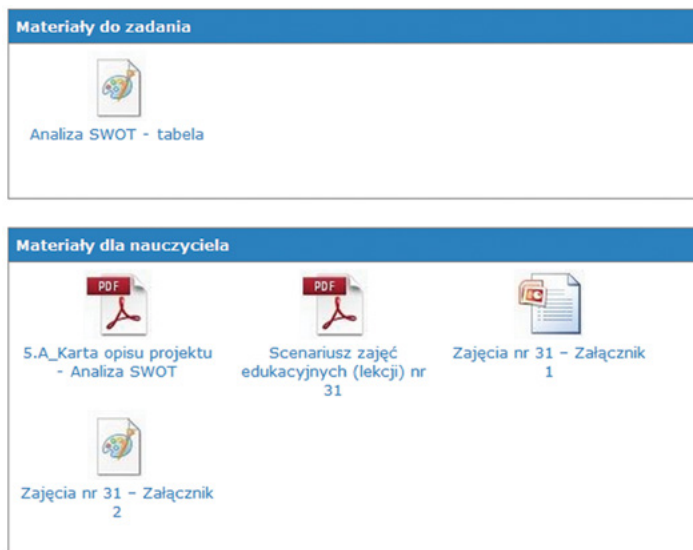 Materiały do zadania
Analiza SWOT - tabela
Materiały dla nauczyciela
PDF
5.A_Karta opisu projektu
- Analiza SWOT
PDF
Scenariusz zajęć
edukacyjnych (lekcji) nr
31
Zajęcia nr 31 – Załącznik
1
Zajęcia nr 31 – Załącznik
2